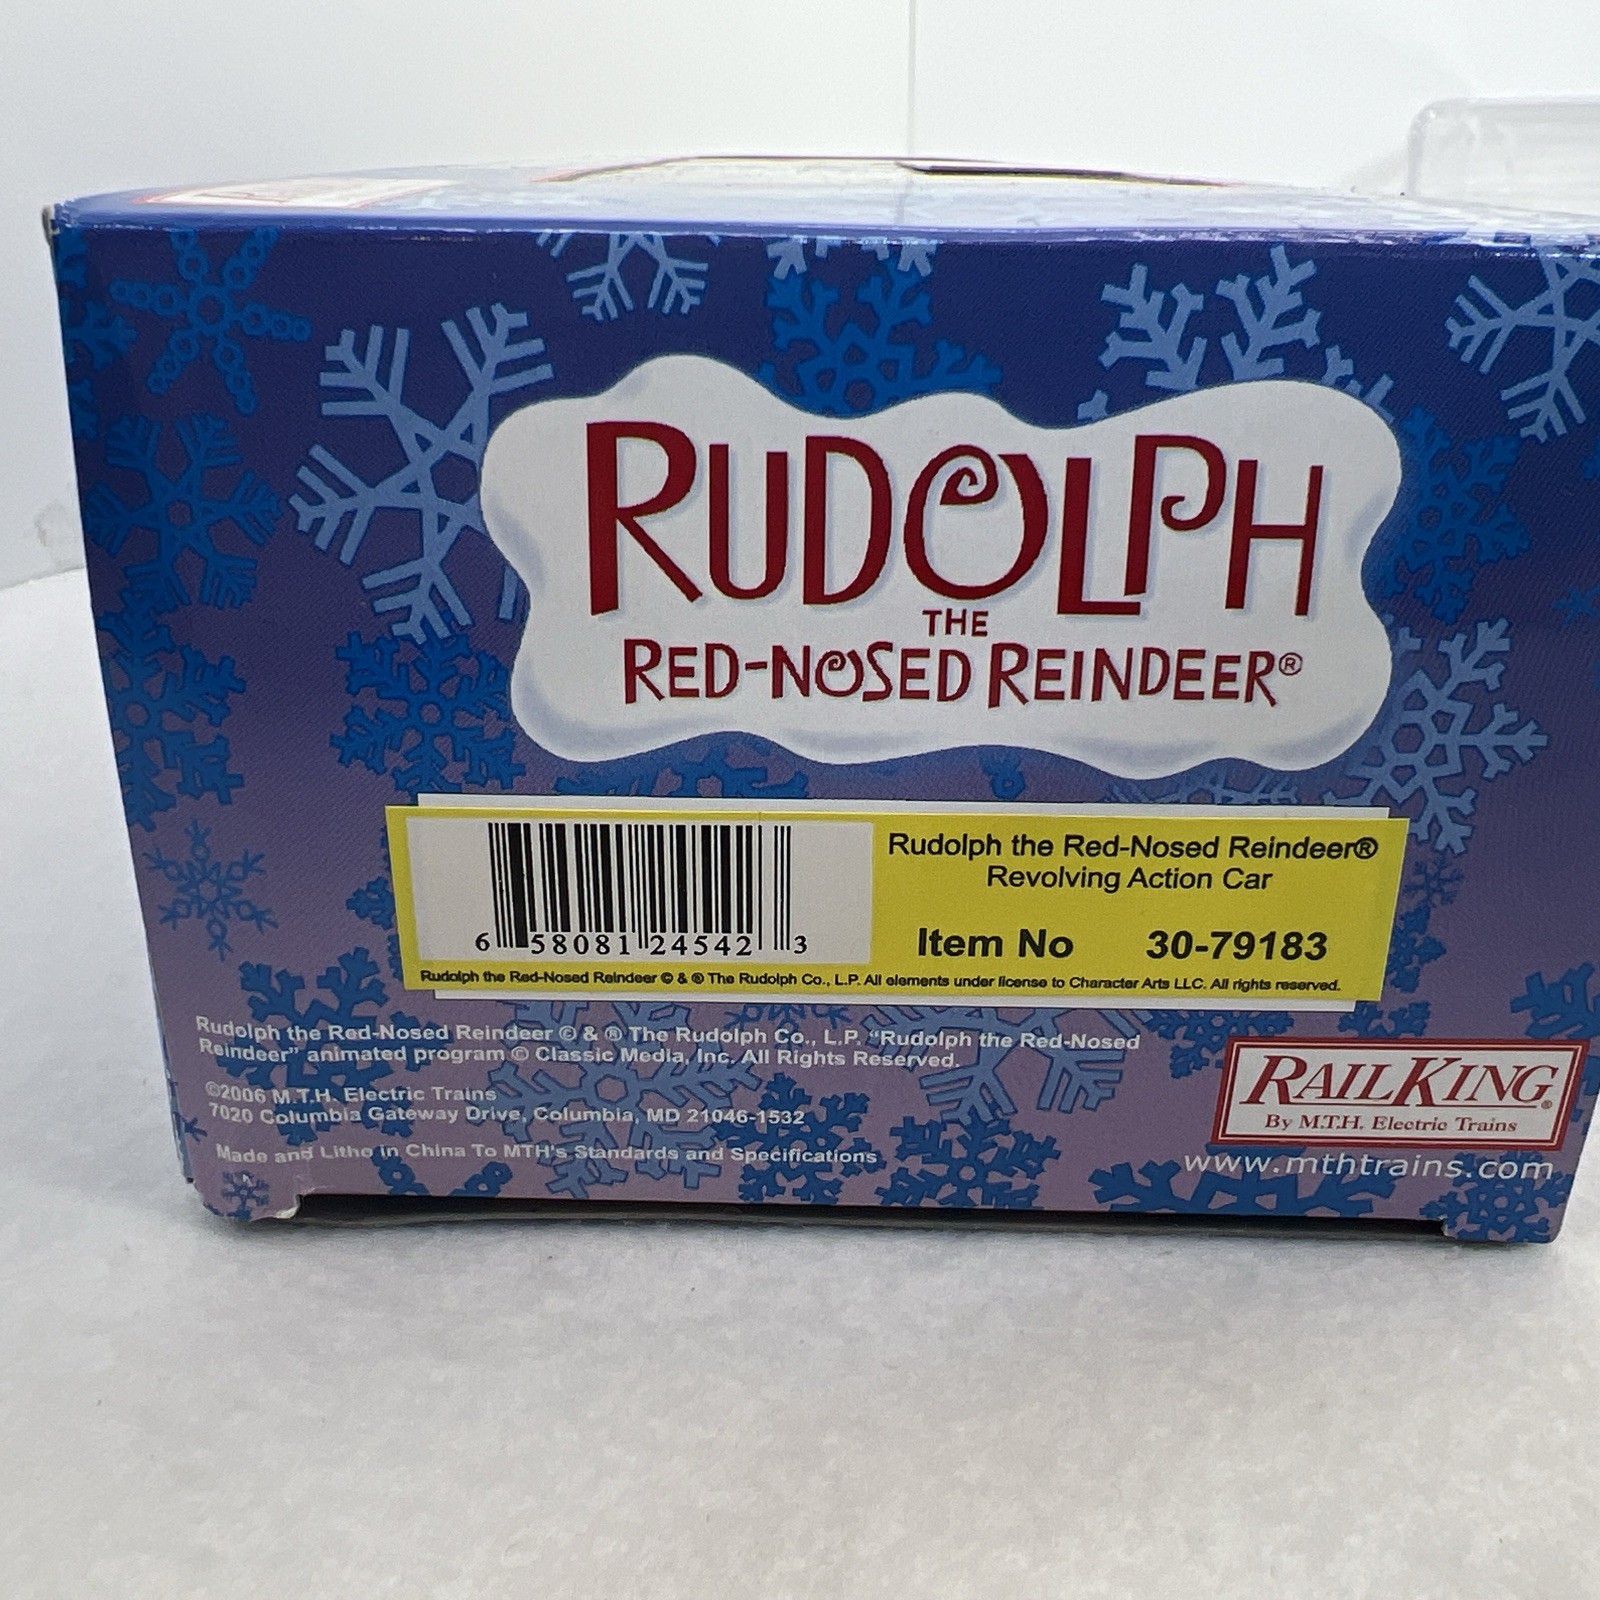 RUDOLPH
THE
RED-NOSED REINDEER®
Rudolph the Red-Nosed Reindeer®
Revolving Action Car
Item No 30-79183
6 58081 24542 3
Rudolph the Red-Nosed Reindeer © & ® The Rudolph Co., L.P. All elements under license to Character Arts LLC. All rights reserved.
Rudolph the Red-Nosed Reindeer © & ® The Rudolph Co., L.P. “Rudolph the Red-Nosed
Reindeer” animated program © Classic Media, Inc. All Rights Reserved.
©2006 M.T.H. Electric Trains
7020 Columbia Gateway Drive, Columbia, MD 21046-1532
Made and Litho in China To MTH's Standards and Specifications
RAILKING®
By M.T.H. Electric Trains
www.mthtrains.com